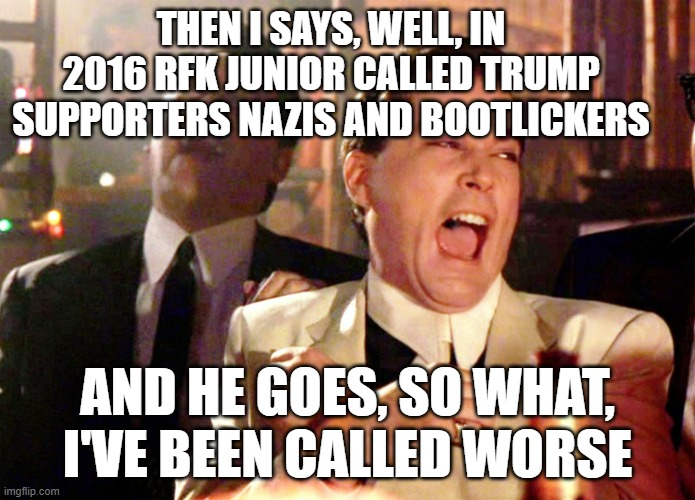 THEN I SAYS, WELL, IN
2016 RFK JUNIOR CALLED TRUMP
SUPPORTERS NAZIS AND BOOTLICKERS
AND HE GOES, SO WHAT,
I'VE BEEN CALLED WORSE
imgflip.com